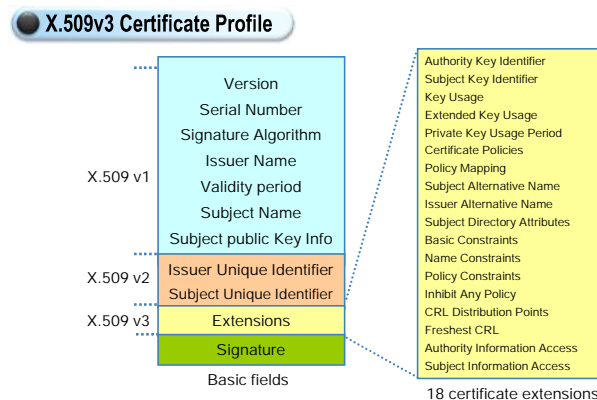 X.509v3 Certificate Profile
X.509 v1
Version
Serial Number
Signature Algorithm
Issuer Name
Validity period
Subject Name
Subject public Key Info
X.509 v2
Issuer Unique Identifier
Subject Unique Identifier
X.509 v3
Extensions
Signature
Basic fields
Authority Key Identifier
Subject Key Identifier
Key Usage
Extended Key Usage
Private Key Usage Period
Certificate Policies
Policy Mapping
Subject Alternative Name
Issuer Alternative Name
Subject Directory Attributes
Basic Constraints
Name Constraints
Policy Constraints
Inhibit Any Policy
CRL Distribution Points
Freshest CRL
Authority Information Access
Subject Information Access
18 certificate extensions